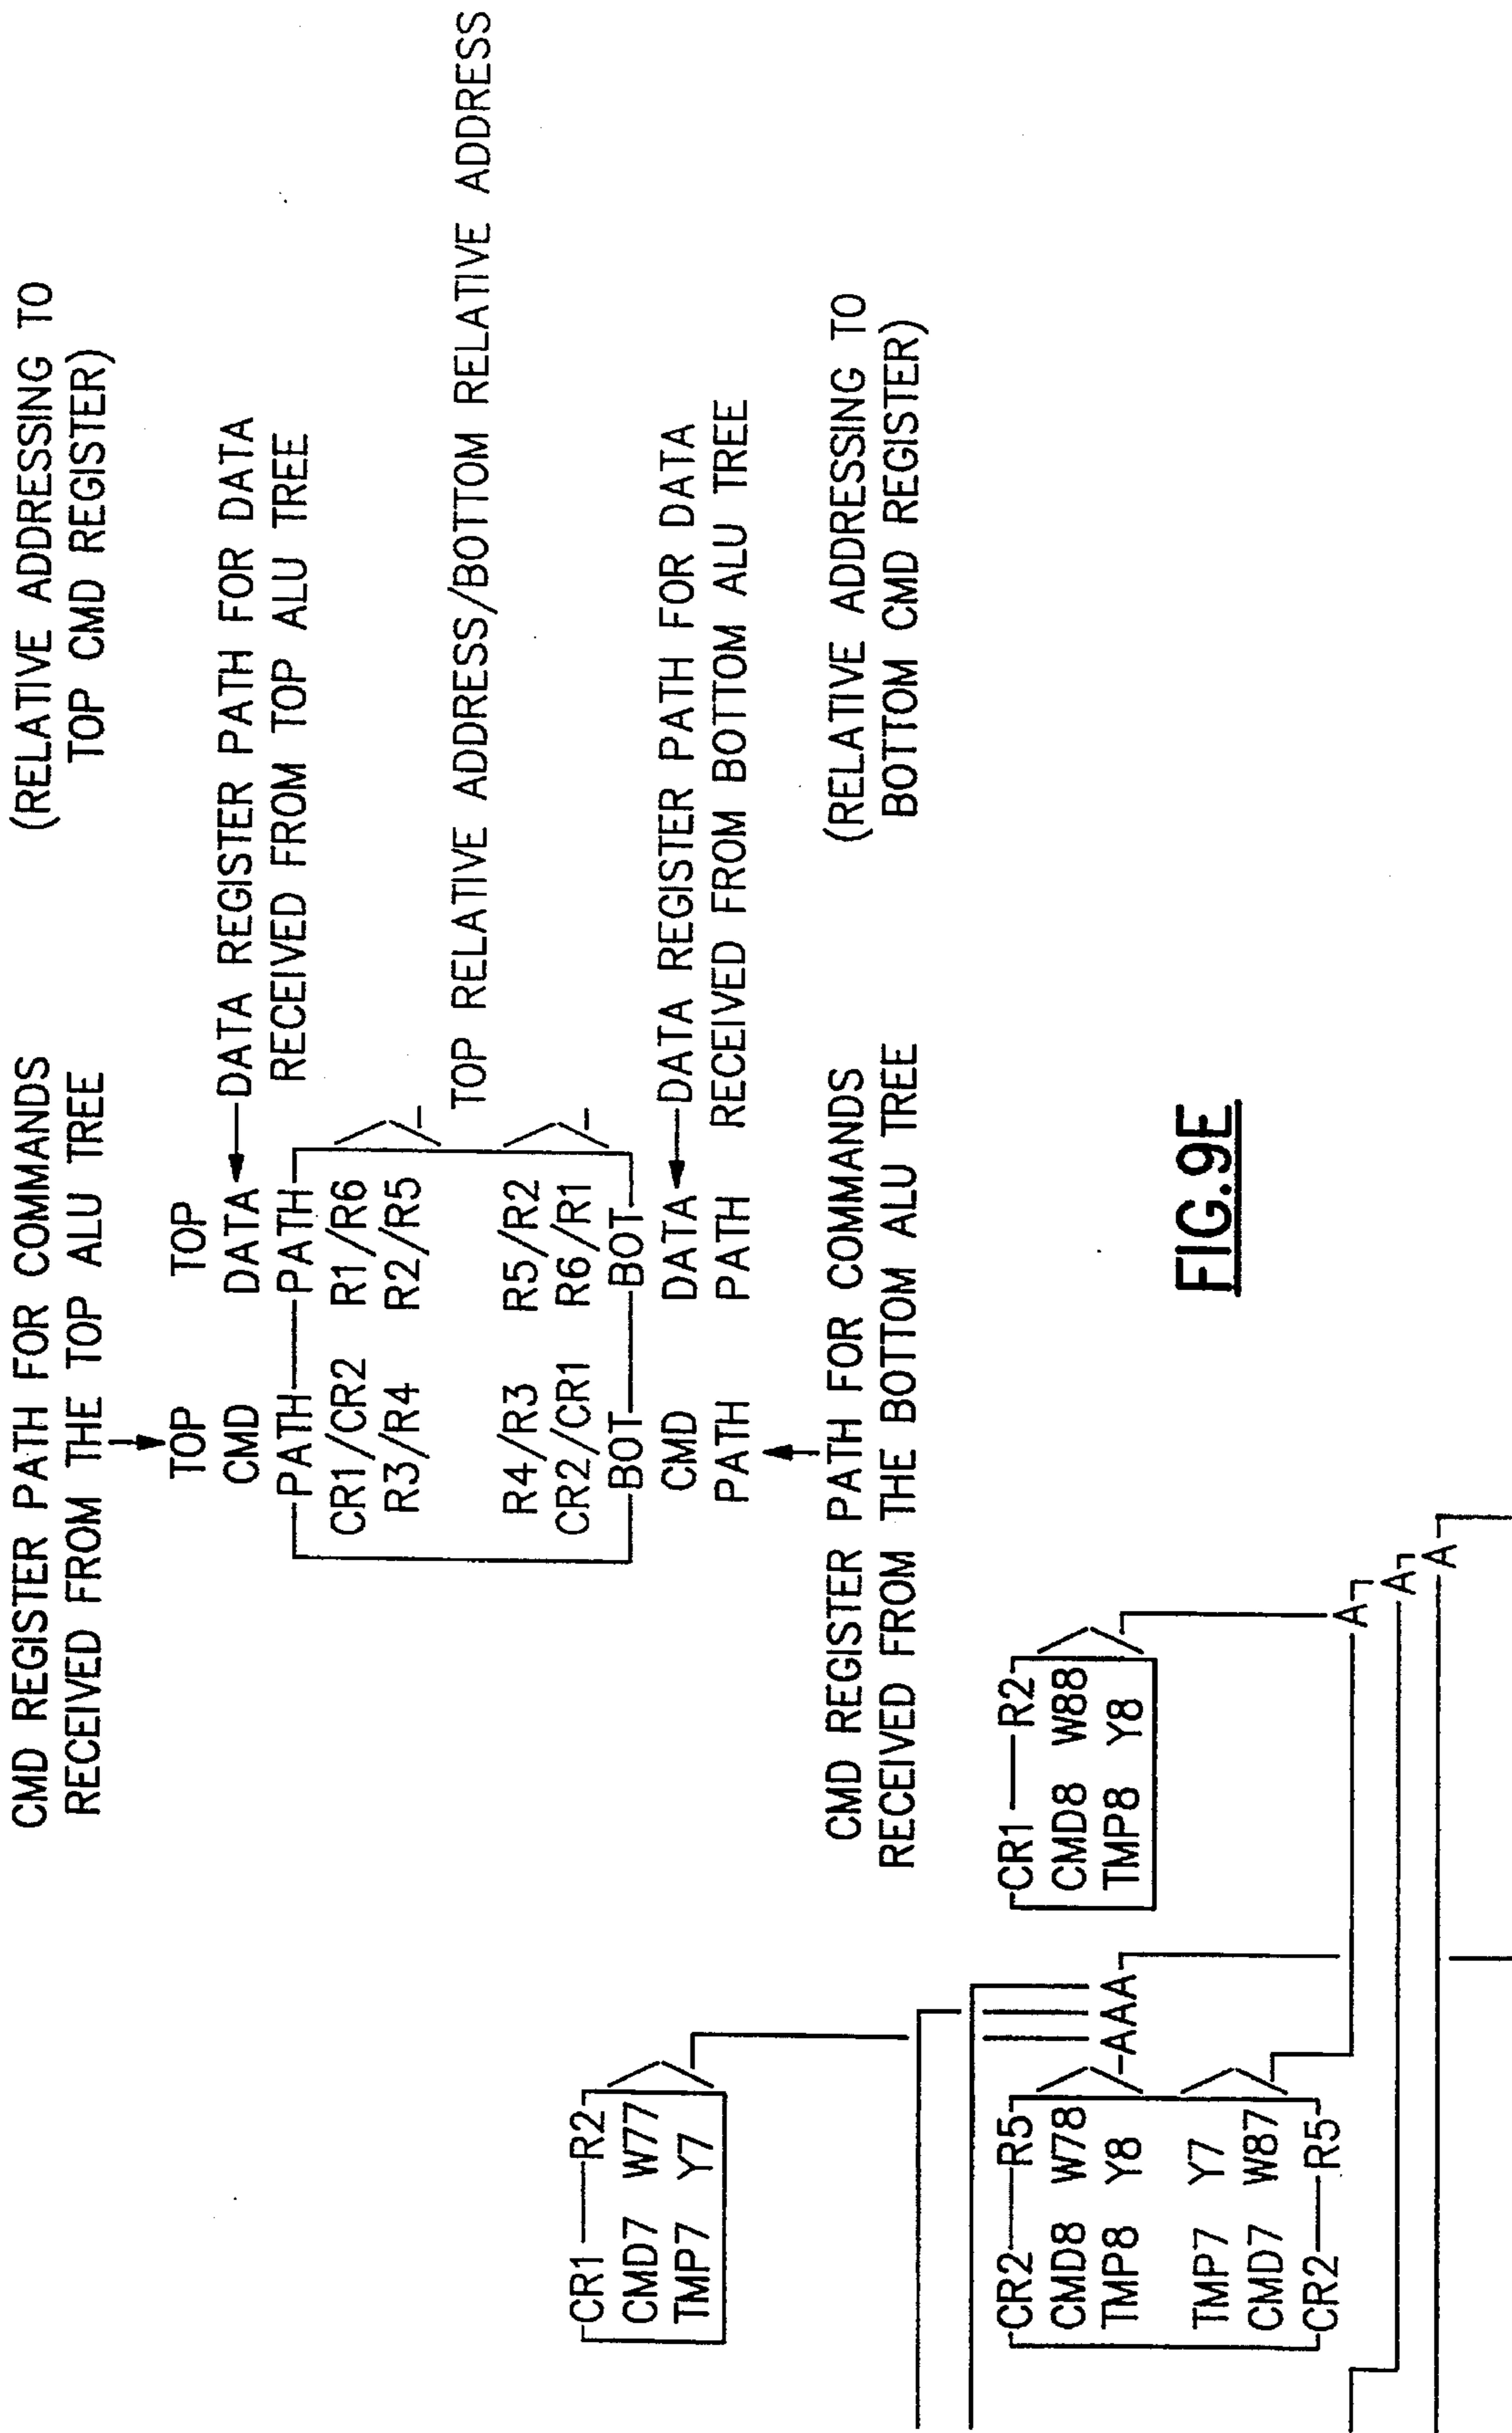 CMD REGISTER PATH FOR COMMANDS
RECEIVED FROM THE TOP ALU TREE
(RELATIVE ADDRESSING TO
TOP CMD REGISTER)
TOP TOP
CMD DATA
DATA REGISTER PATH FOR DATA
RECEIVED FROM TOP ALU TREE
PATH PATH
CR1/CR2 R1/R6
R3/R4 R2/R5
TOP RELATIVE ADDRESS/BOTTOM RELATIVE ADDRESS
R4/R3 R5/R2
CR2/CR1 R6/R1
BOT BOT
CMD DATA
PATH PATH
DATA REGISTER PATH FOR DATA
RECEIVED FROM BOTTOM ALU TREE
CMD REGISTER PATH FOR COMMANDS
RECEIVED FROM THE BOTTOM ALU TREE
(RELATIVE ADDRESSING TO
BOTTOM CMD REGISTER)
CR1 R2
CMD7 W77
TMP7 Y7
CR2 R5
CMD8 W78
TMP8 Y8
TMP7 Y7
CMD7 W87
CR2 R5
AAA
CR1 R2
CMD8 W88
TMP8 Y8
A
A
A
FIG.9E